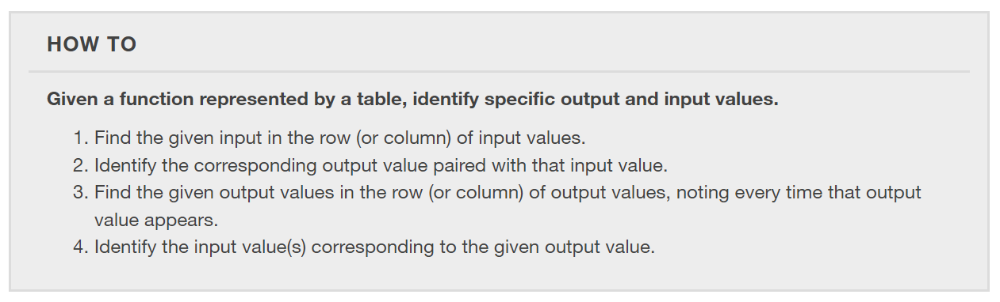 HOW TO
Given a function represented by a table, identify specific output and input values.
1. Find the given input in the row (or column) of input values.
2. Identify the corresponding output value paired with that input value.
3. Find the given output values in the row (or column) of output values, noting every time that output
value appears.
4. Identify the input value(s) corresponding to the given output value.